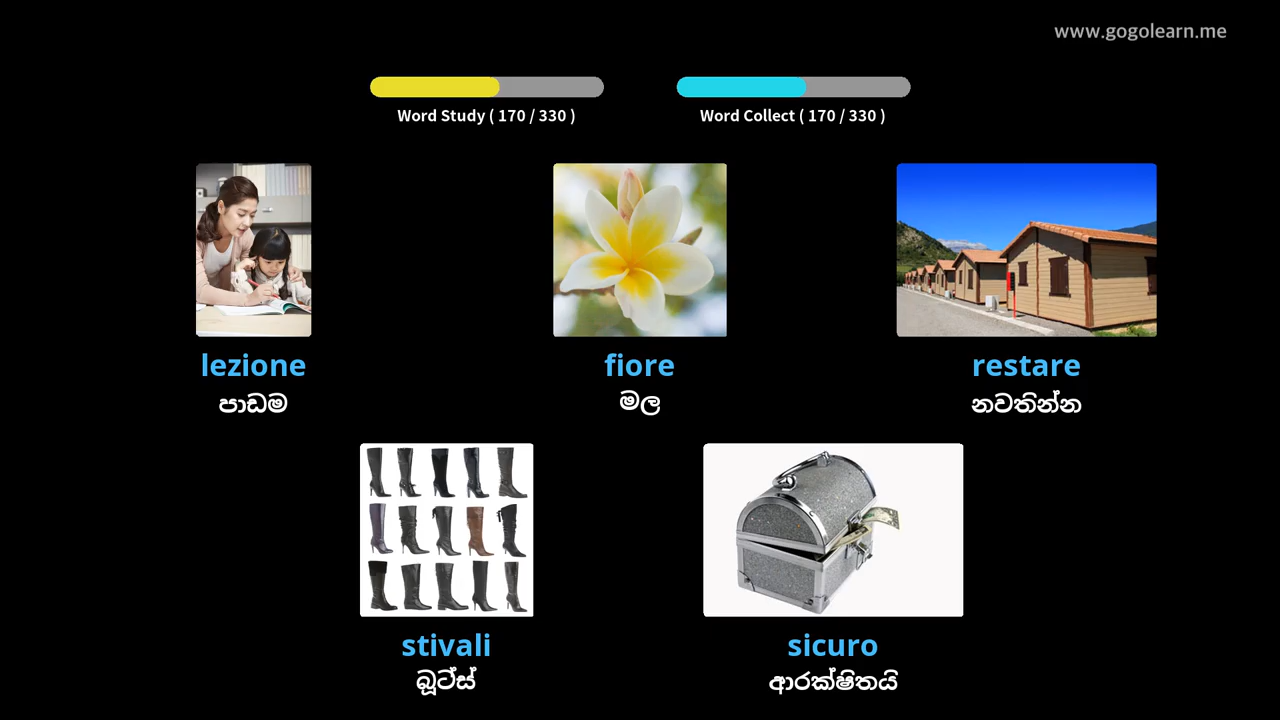 www.gogolearn.me
Word Study ( 170 / 330 )
Word Collect ( 170 / 330 )
lezione
පාඩම
fiore
මල
restare
නවතින්න
stivali
බූට්ස්
sicuro
ආරක්ෂිතයි